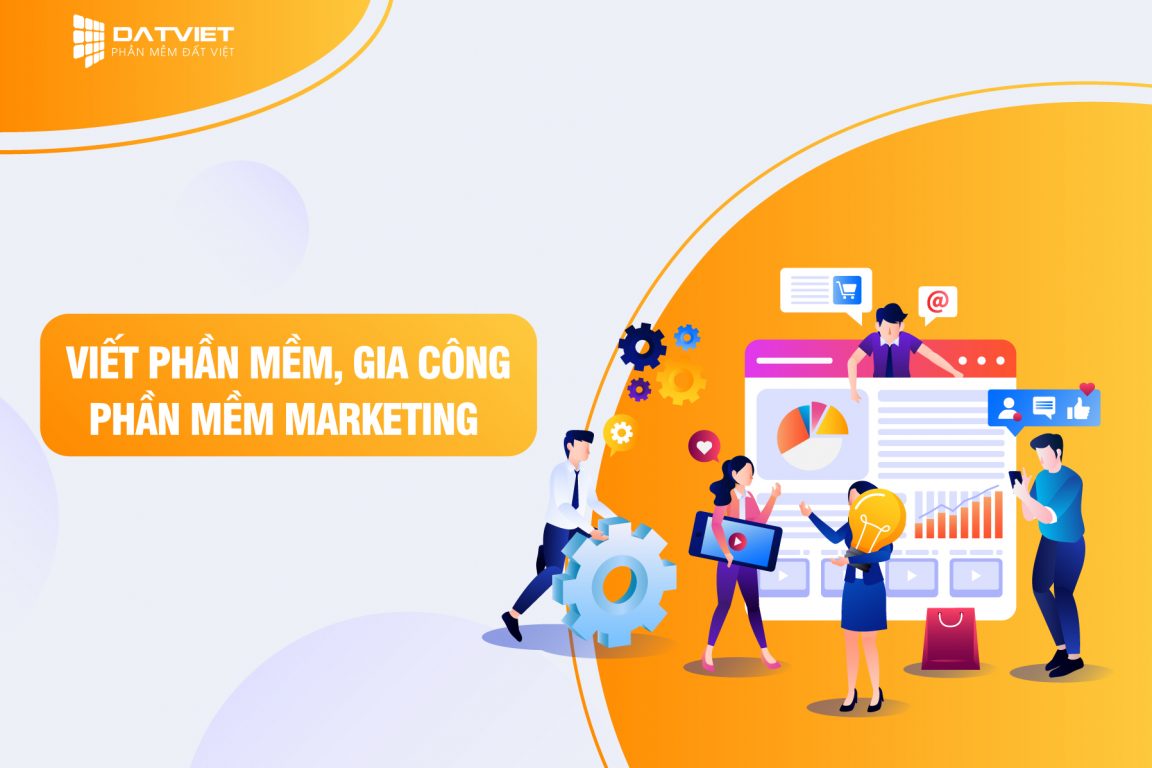 DATVIET
PHẦN MỀM ĐẤT VIỆT
VIẾT PHẦN MỀM, GIA CÔNG
PHẦN MỀM MARKETING
@